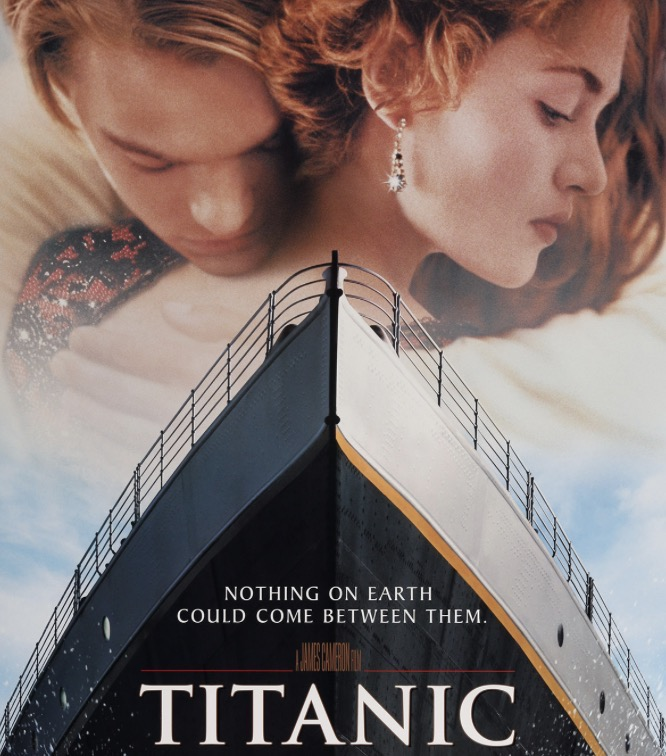 NOTHING ON EARTH
COULD COME BETWEEN THEM.
A JAMES CAMERON FILM
TITANIC